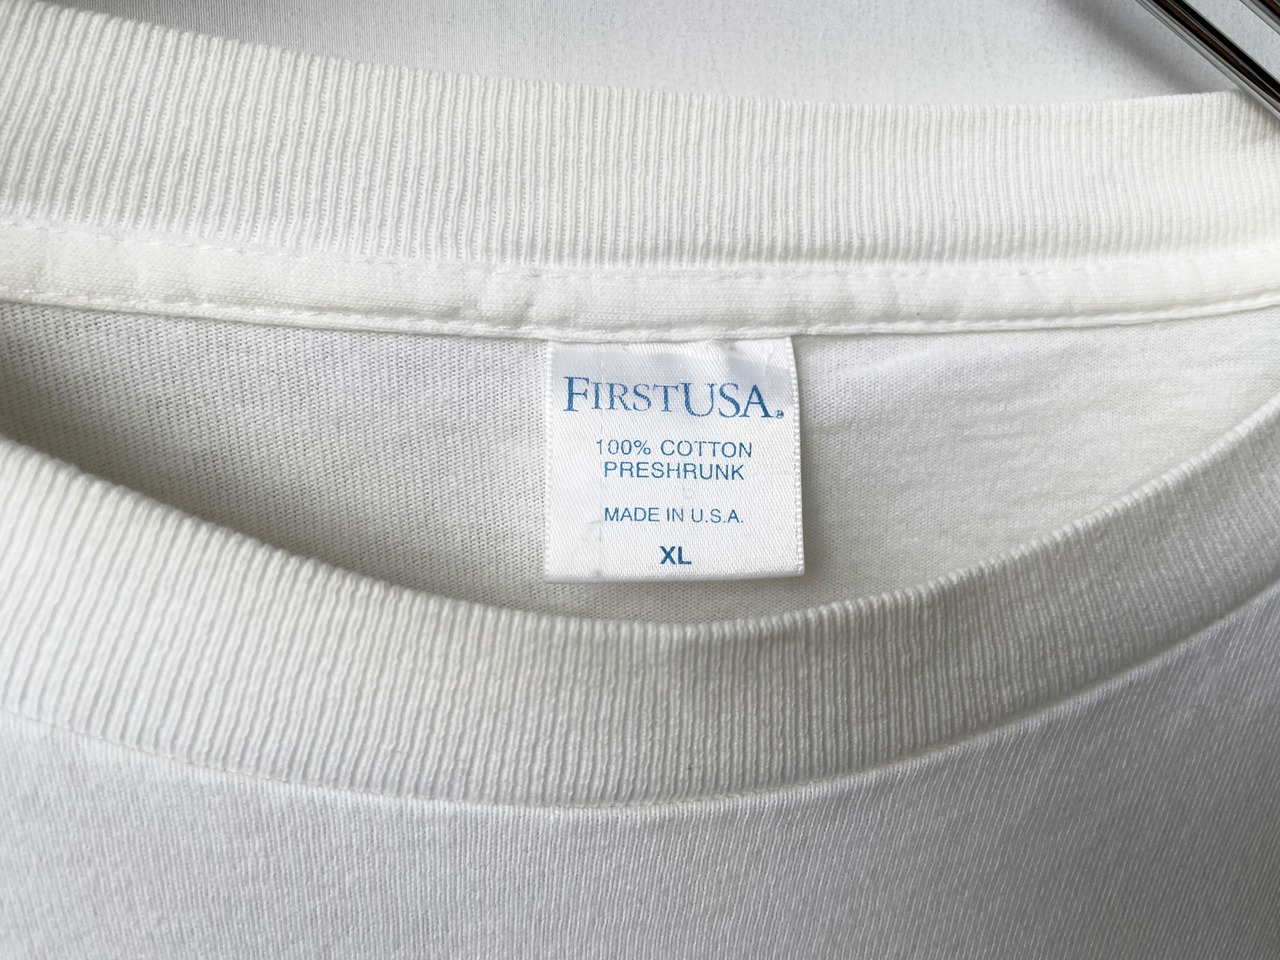 FIRSTUSA.
100% COTTON
PRESHRUNK
MADE IN U.S.A.
XL